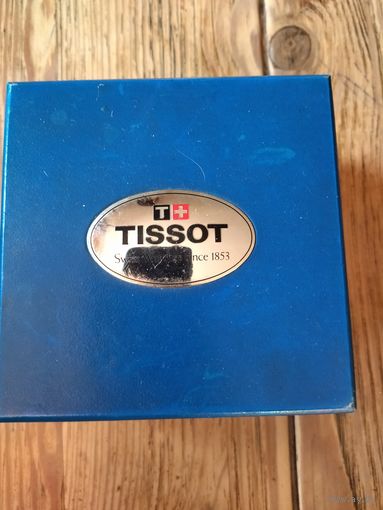 T+
TISSOT
since 1853